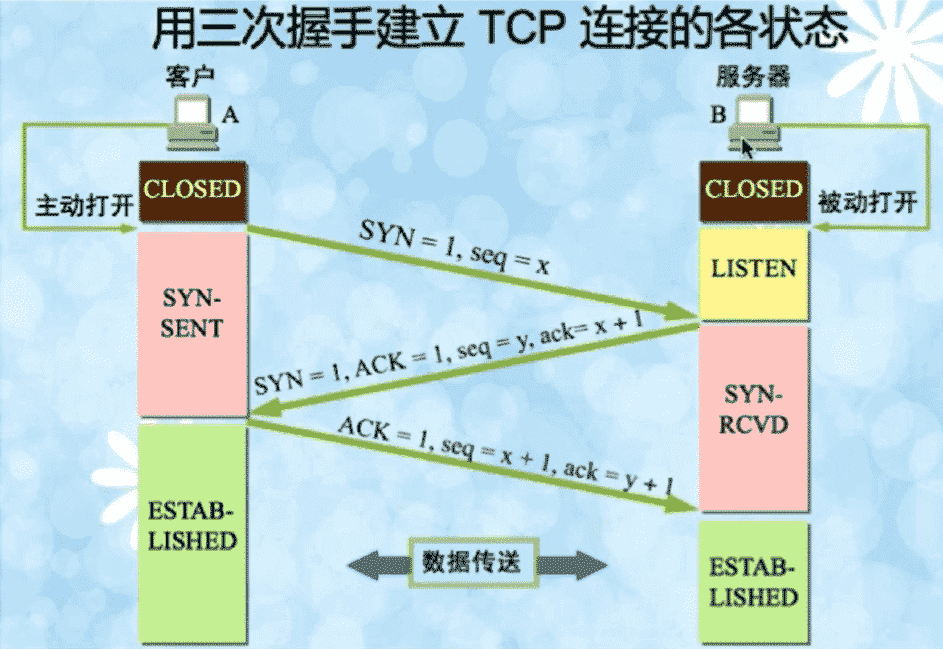 用三次握手建立 TCP 连接的各状态
客户
服务器
A
B
CLOSED
CLOSED
主动打开
被动打开
SYN = 1, seq = x
LISTEN
SYN-
SENT
SYN = 1, ACK = 1, seq = y, ack= x + 1
SYN-
RCVD
ACK = 1, seq = x + 1, ack = y + 1
ESTAB-
LISHED
数据传送
ESTAB-
LISHED